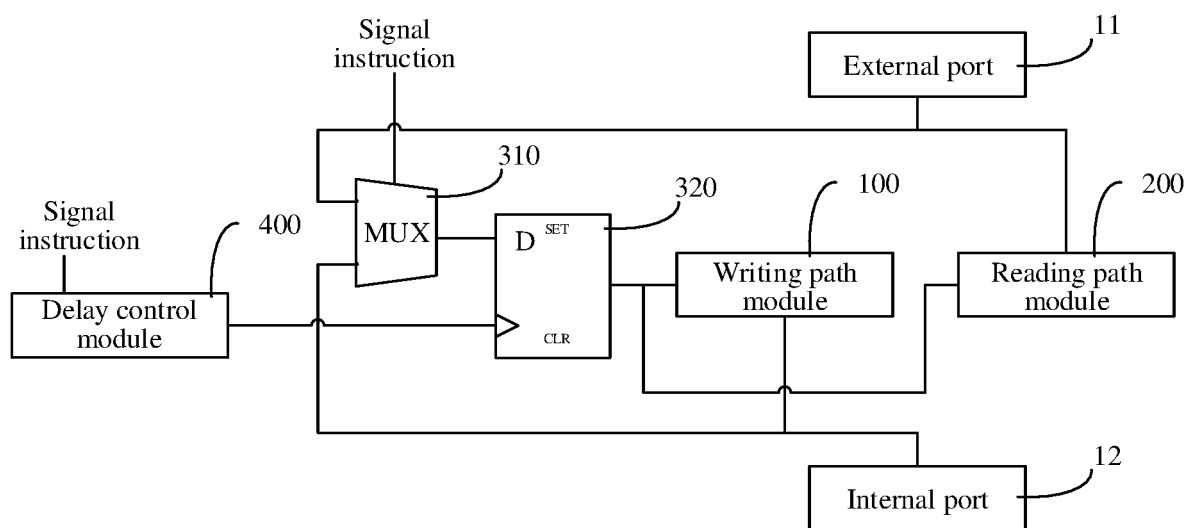 Signal
instruction
11
External port
310
320
100
200
Signal
instruction
400
MUX
D
SET
Writing path
module
Reading path
module
Delay control
module
CLR
12
Internal port